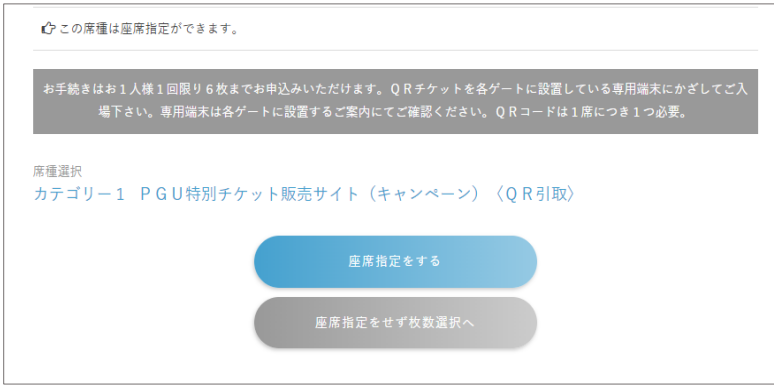 この席種は座席指定ができます。
お手続きはお１人様１回限り６枚までお申込みいただけます。ＱＲチケットを各ゲートに設置している専用端末にかざしてご入
場下さい。専用端末は各ゲートに設置するご案内にてご確認ください。ＱＲコードは１席につき１つ必要。
席種選択
カテゴリー１　ＰＧＵ特別チケット販売サイト（キャンペーン）〈ＱＲ引取〉
座席指定をする
座席指定をせず枚数選択へ